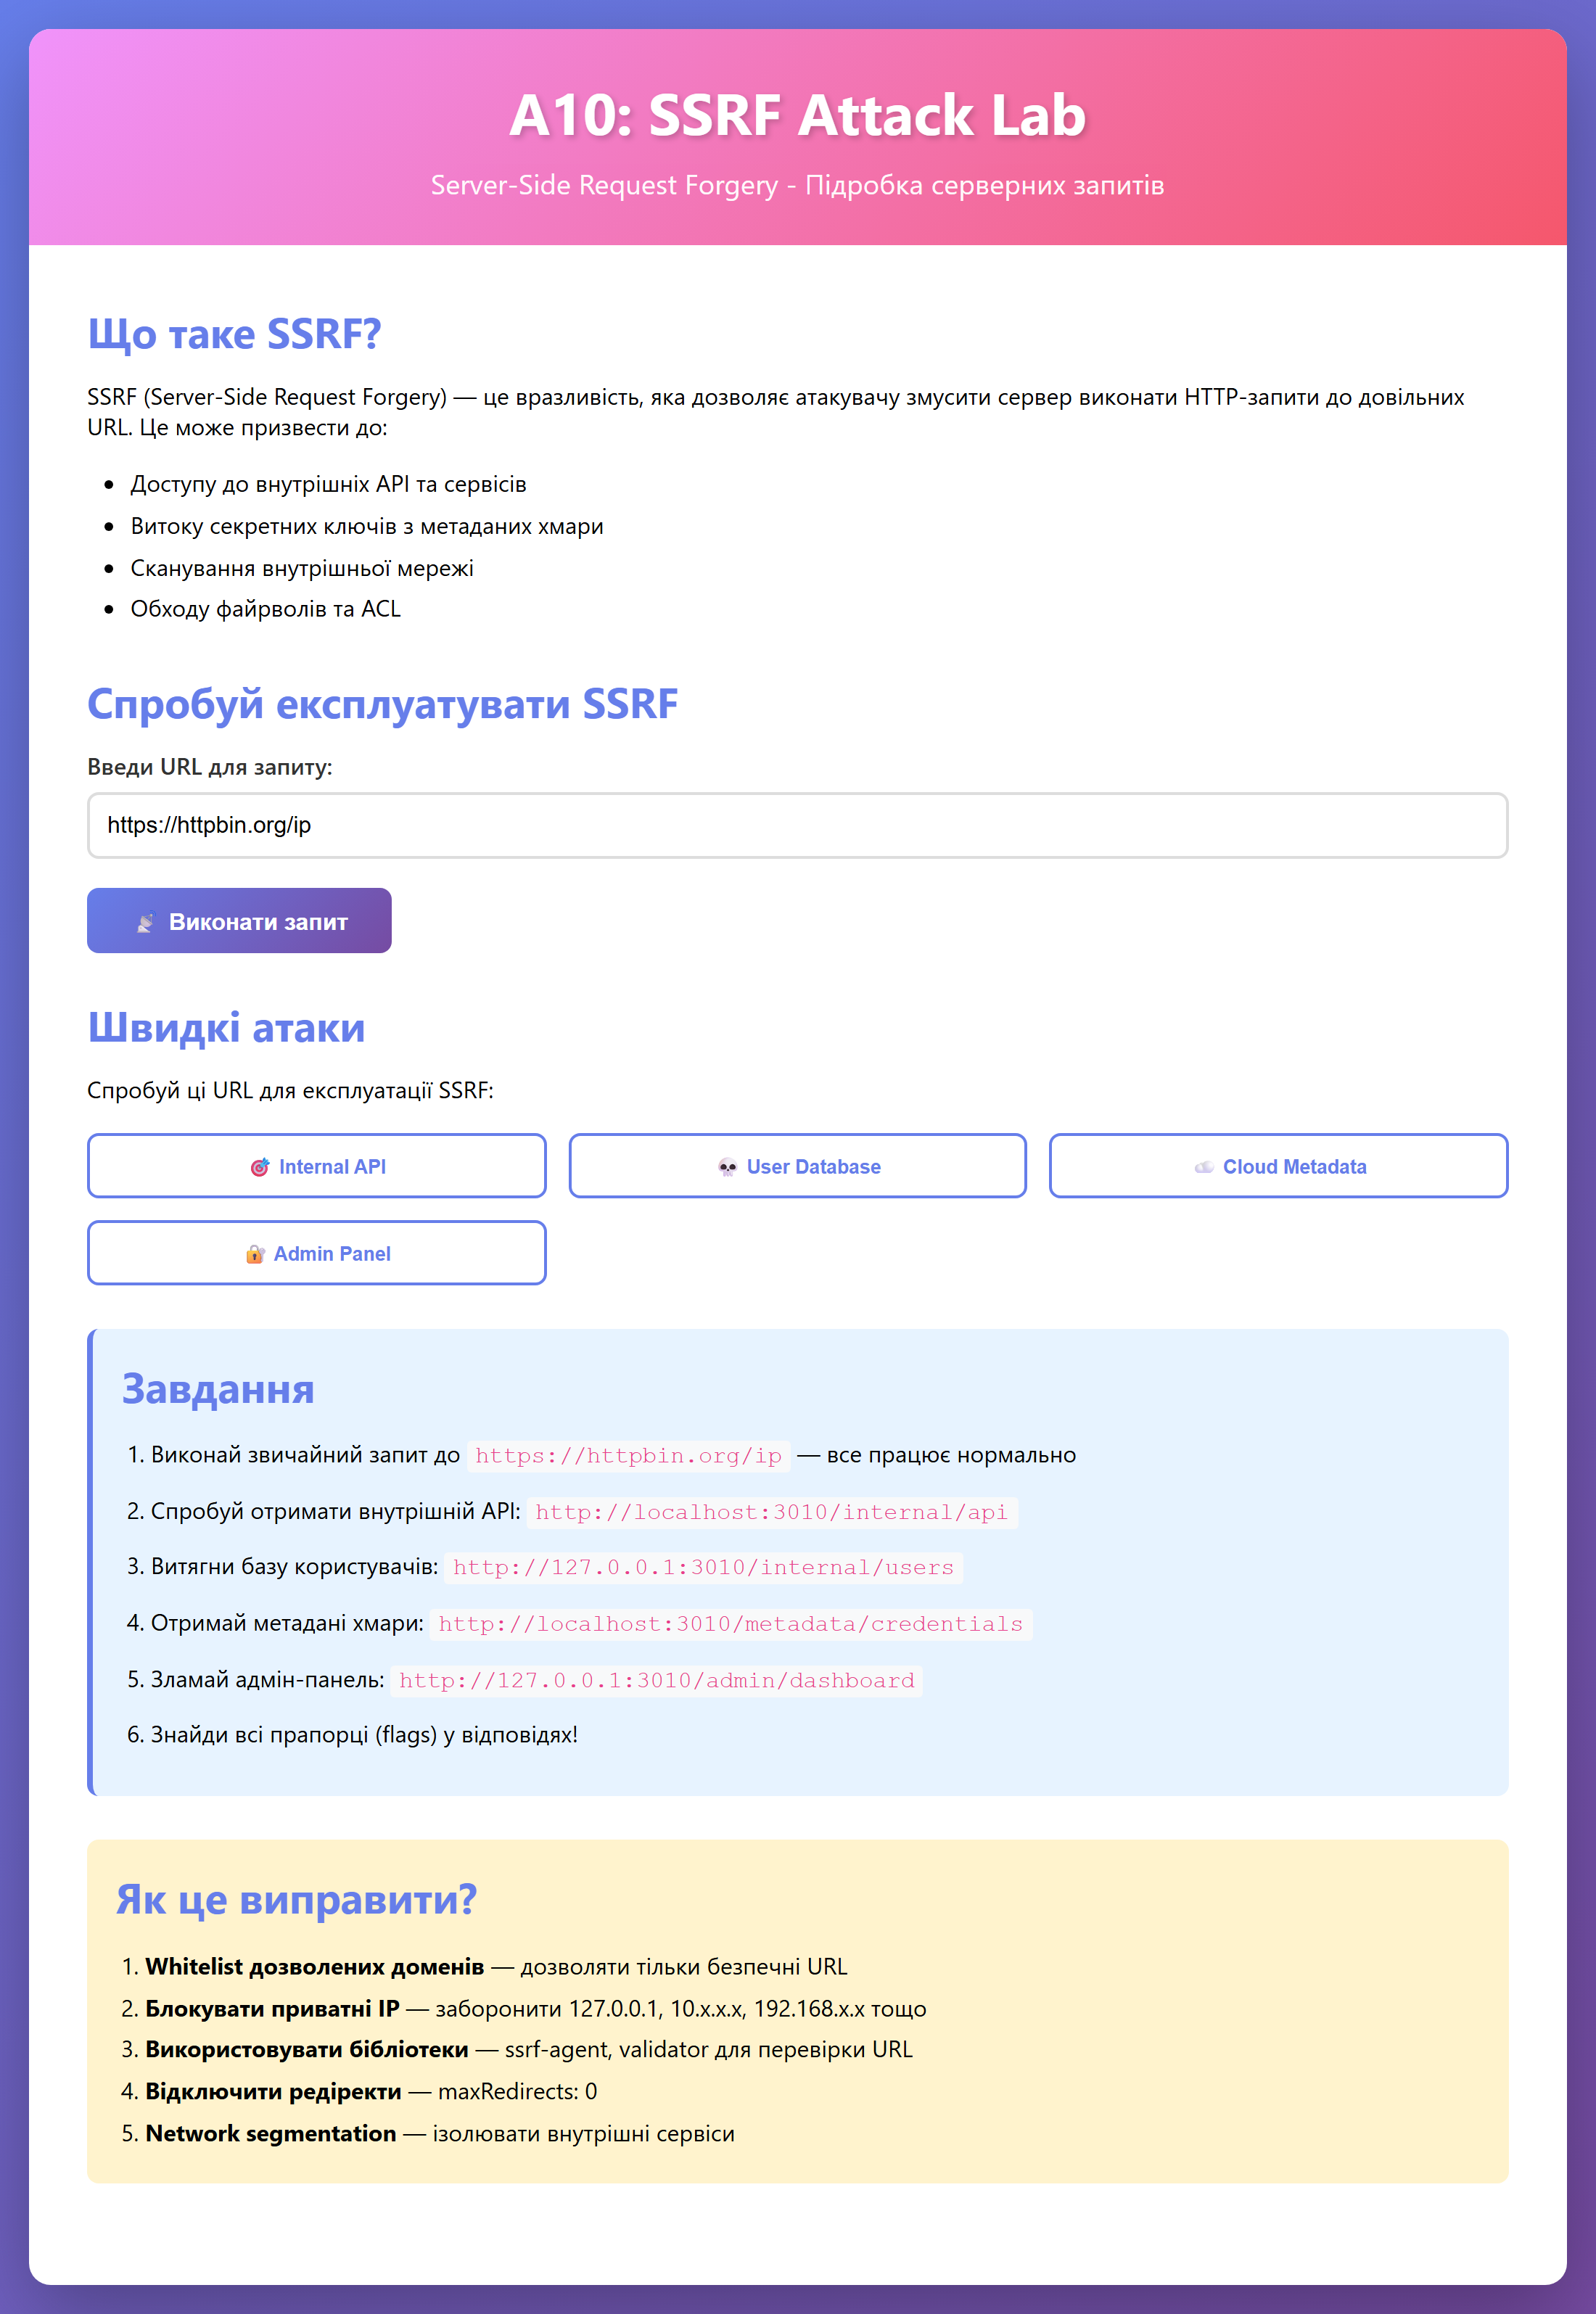 A10: SSRF Attack Lab
Server-Side Request Forgery - Підробка серверних запитів
Що таке SSRF?
SSRF (Server-Side Request Forgery) — це вразливість, яка дозволяє атакувачу змусити сервер виконати HTTP-запити до довільних
URL. Це може призвести до:
• Доступу до внутрішніх API та сервісів
• Витоку секретних ключів з метаданих хмари
• Сканування внутрішньої мережі
• Обходу файрволів та ACL
Спробуй експлуатувати SSRF
Введи URL для запиту:
https://httpbin.org/ip
📡 Виконати запит
Швидкі атаки
Спробуй ці URL для експлуатації SSRF:
🎯 Internal API
💀 User Database
☁️ Cloud Metadata
🔐 Admin Panel
Завдання
1. Виконай звичайний запит до https://httpbin.org/ip — все працює нормально
2. Спробуй отримати внутрішній API: http://localhost:3010/internal/api
3. Витягни базу користувачів: http://127.0.0.1:3010/internal/users
4. Отримай метадані хмари: http://localhost:3010/metadata/credentials
5. Зламай адмін-панель: http://127.0.0.1:3010/admin/dashboard
6. Знайди всі прапорці (flags) у відповідях!
Як це виправити?
1. Whitelist дозволених доменів — дозволяти тільки безпечні URL
2. Блокувати приватні IP — заборонити 127.0.0.1, 10.x.x.x, 192.168.x.x тощо
3. Використовувати бібліотеки — ssrf-agent, validator для перевірки URL
4. Відключити редіректи — maxRedirects: 0
5. Network segmentation — ізолювати внутрішні сервіси